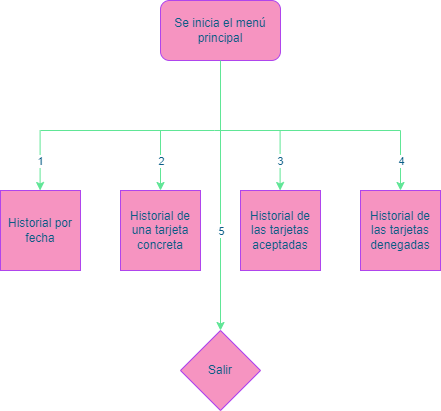 Se inicia el menú
principal
1
2
3
4
Historial por
fecha
Historial de
una tarjeta
concreta
5
Historial de
las tarjetas
aceptadas
Historial de
las tarjetas
denegadas
Salir